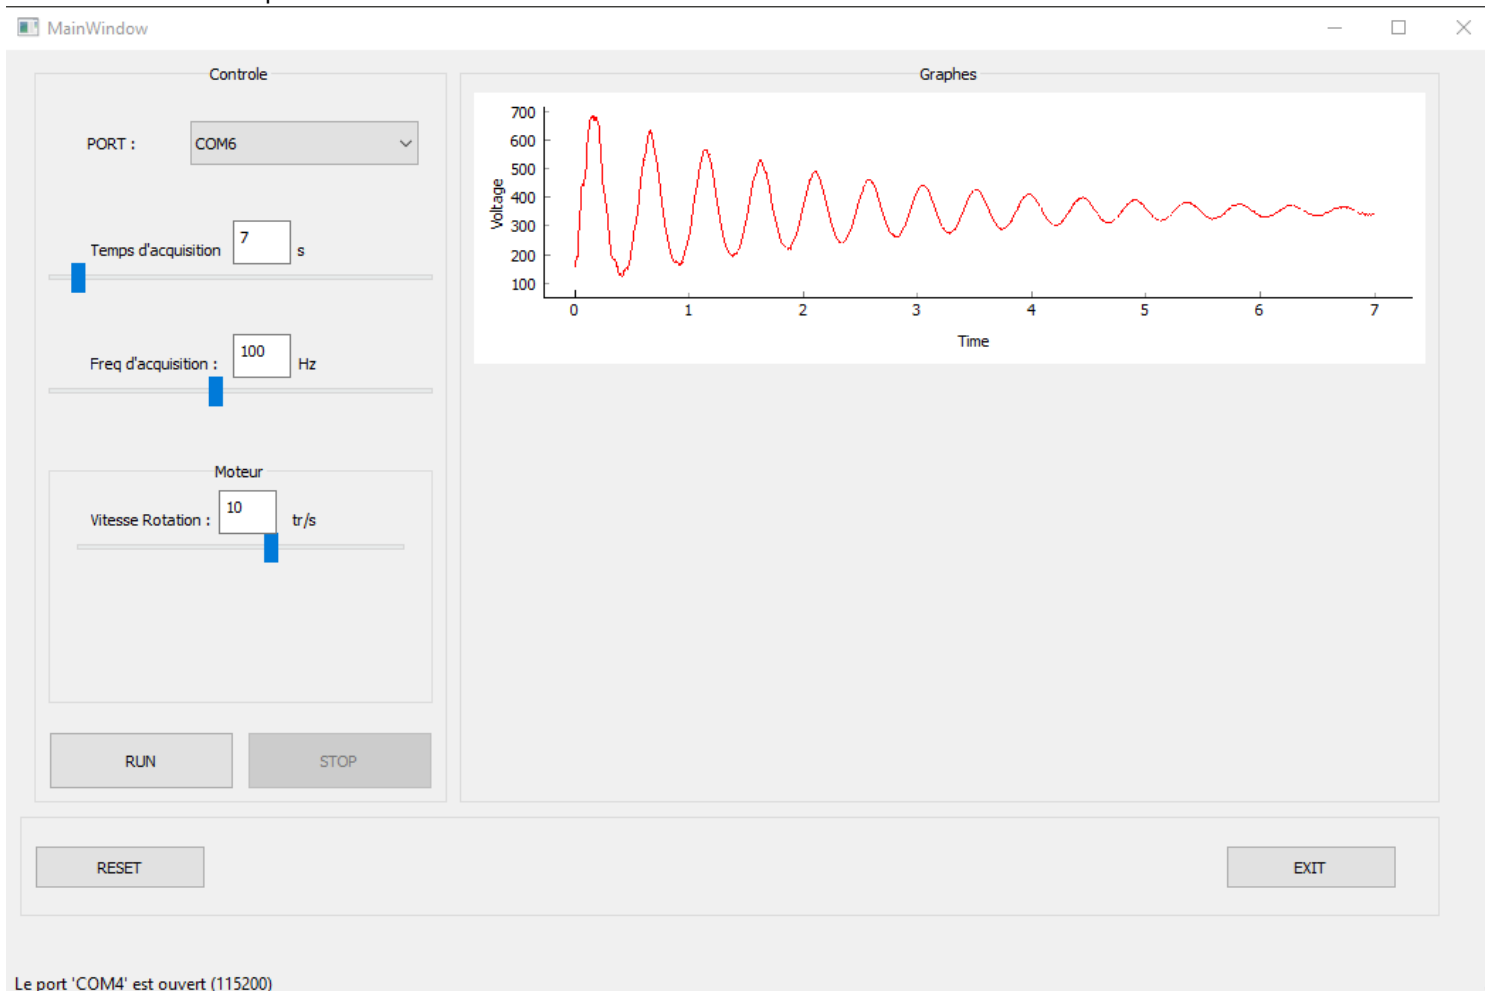 MainWindow
Controle
PORT :
COM6
Temps d'acquisition
7
s
Freq d'acquisition :
100
Hz
Moteur
Vitesse Rotation :
10
tr/s
RUN
STOP
Graphes
700
600
500
400
300
200
100
Voltage
0 1 2 3 4 5 6 7
Time
RESET
EXIT
Le port 'COM4' est ouvert (115200)